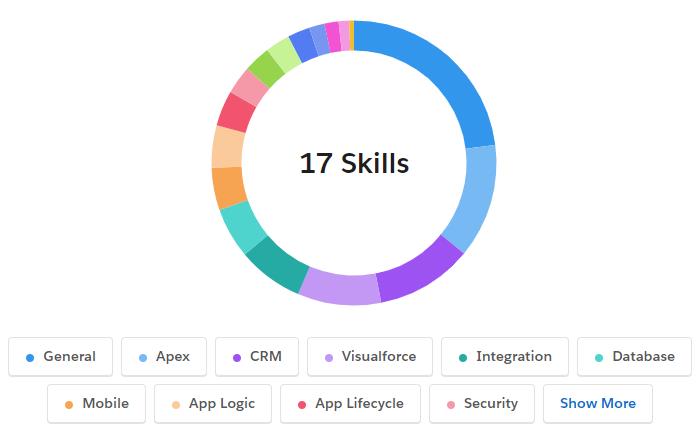 17 Skills
General Apex CRM Visualforce Integration Database
Mobile App Logic App Lifecycle Security Show More